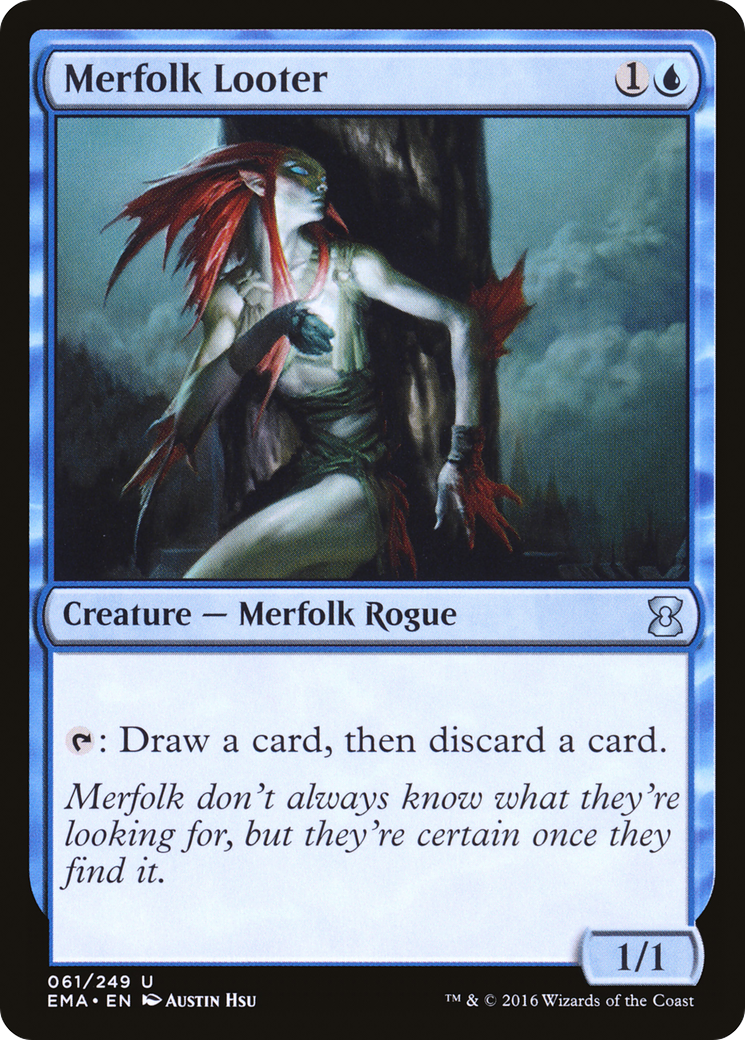 Merfolk Looter 1
Creature — Merfolk Rogue
: Draw a card, then discard a card.
Merfolk don't always know what they're
looking for, but they're certain once they
find it.
1/1
061/249 U
EMA • EN Austin Hsu ™ & © 2016 Wizards of the Coast